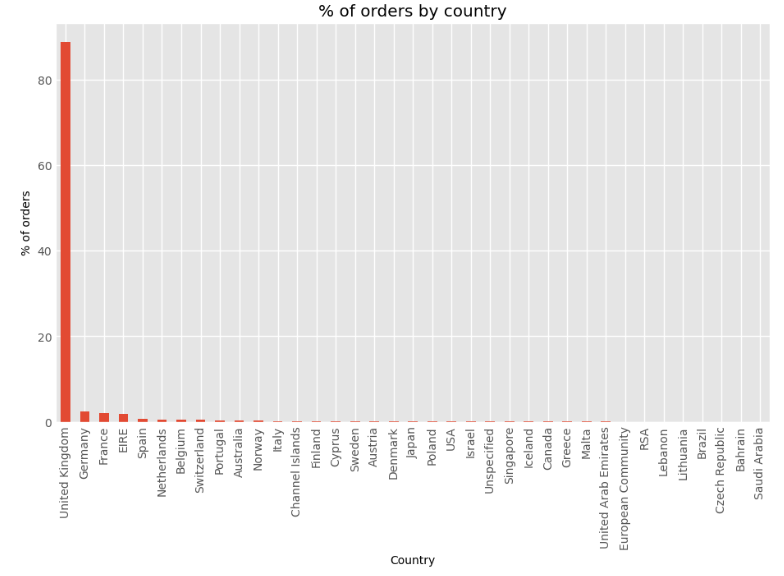 % of orders by country
80
60
40
20
0
% of orders
United Kingdom
Germany
France
EIRE
Spain
Netherlands
Belgium
Switzerland
Portugal
Australia
Norway
Italy
Channel Islands
Finland
Cyprus
Sweden
Austria
Denmark
Japan
Poland
USA
Israel
Unspecified
Singapore
Iceland
Canada
Greece
Malta
United Arab Emirates
European Community
RSA
Lebanon
Lithuania
Brazil
Czech Republic
Bahrain
Saudi Arabia
Country